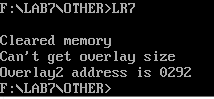 F:\LAB7\OTHER>LR7
Cleared memory
Can't get overlay size
Overlay2 address is 0292
F:\LAB7\OTHER>